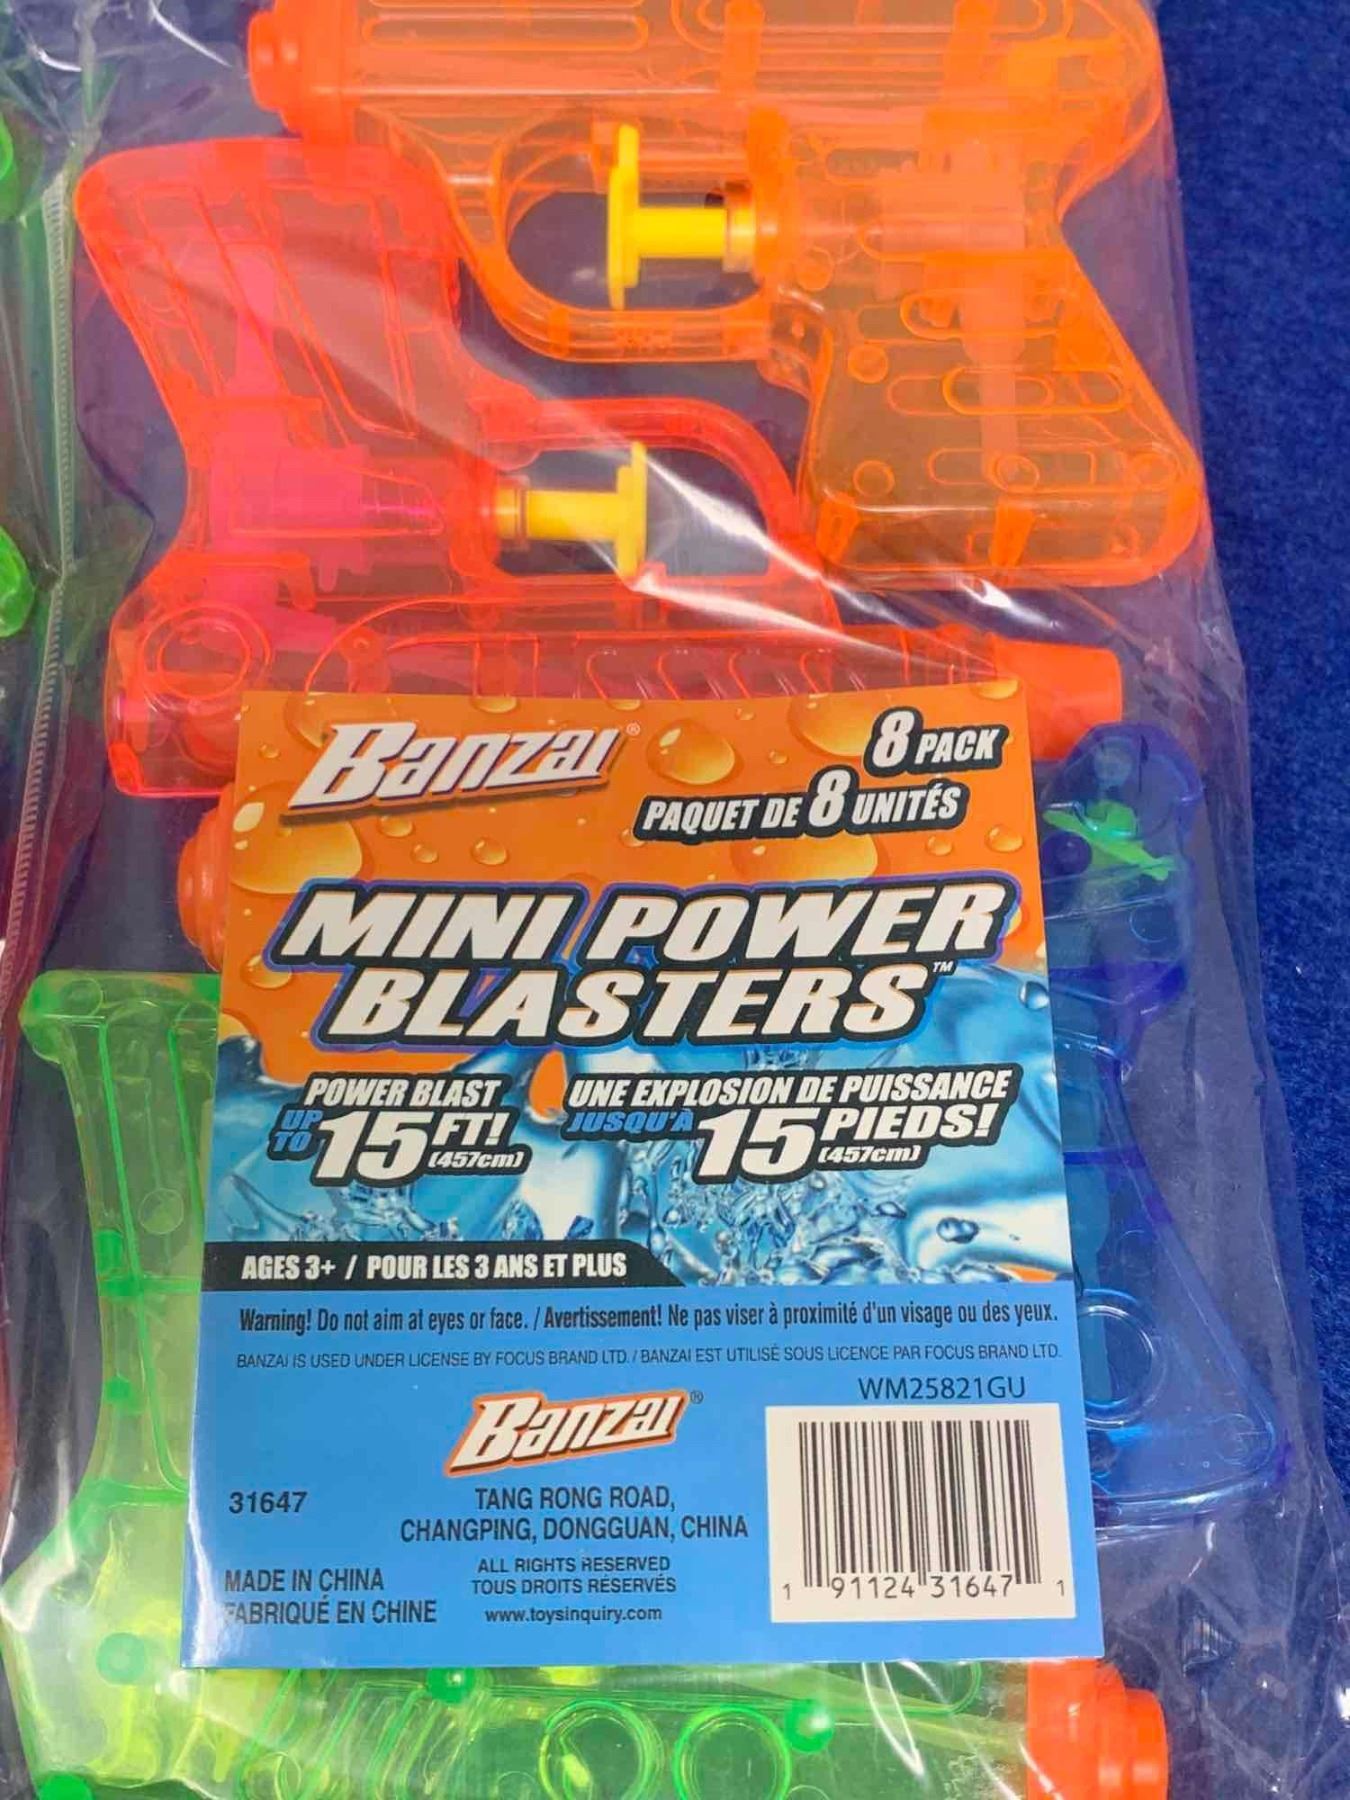 Banzai®
8 PACK
PAQUET DE 8 UNITÉS
MINI POWER
BLASTERS™
POWER BLAST
UP TO 15 FT!
(457cm)
UNE EXPLOSION DE PUISSANCE
JUSQU'À 15 PIEDS!
(457cm)
AGES 3+ / POUR LES 3 ANS ET PLUS
Warning! Do not aim at eyes or face. / Avertissement! Ne pas viser à proximité d'un visage ou des yeux.
BANZAI IS USED UNDER LICENSE BY FOCUS BRAND LTD. / BANZAI EST UTILISÉ SOUS LICENCE PAR FOCUS BRAND LTD.
WM25821GU
Banzai®
31647
TANG RONG ROAD,
CHANGPING, DONGGUAN, CHINA
ALL RIGHTS RESERVED
TOUS DROITS RÉSERVÉS
www.toysinquiry.com
MADE IN CHINA
FABRIQUÉ EN CHINE
1 91124 31647 1